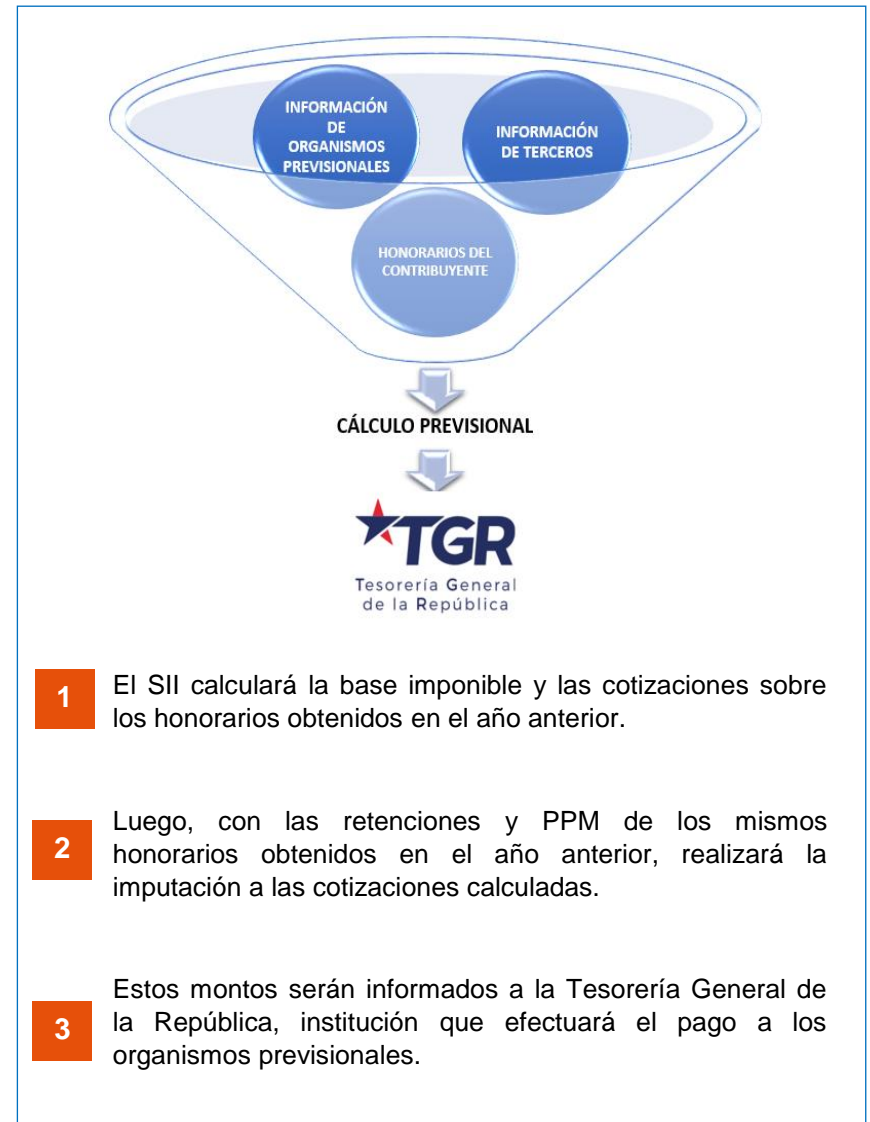 INFORMACIÓN
DE
ORGANISMOS
PREVISIONALES
INFORMACIÓN
DE TERCEROS
HONORARIOS DEL
CONTRIBUYENTE
CÁLCULO PREVISIONAL
TGR
Tesorería General
de la República
1
El SII calculará la base imponible y las cotizaciones sobre
los honorarios obtenidos en el año anterior.
2
Luego, con las retenciones y PPM de los mismos
honorarios obtenidos en el año anterior, realizará la
imputación a las cotizaciones calculadas.
3
Estos montos serán informados a la Tesorería General de
la República, institución que efectuará el pago a los
organismos previsionales.